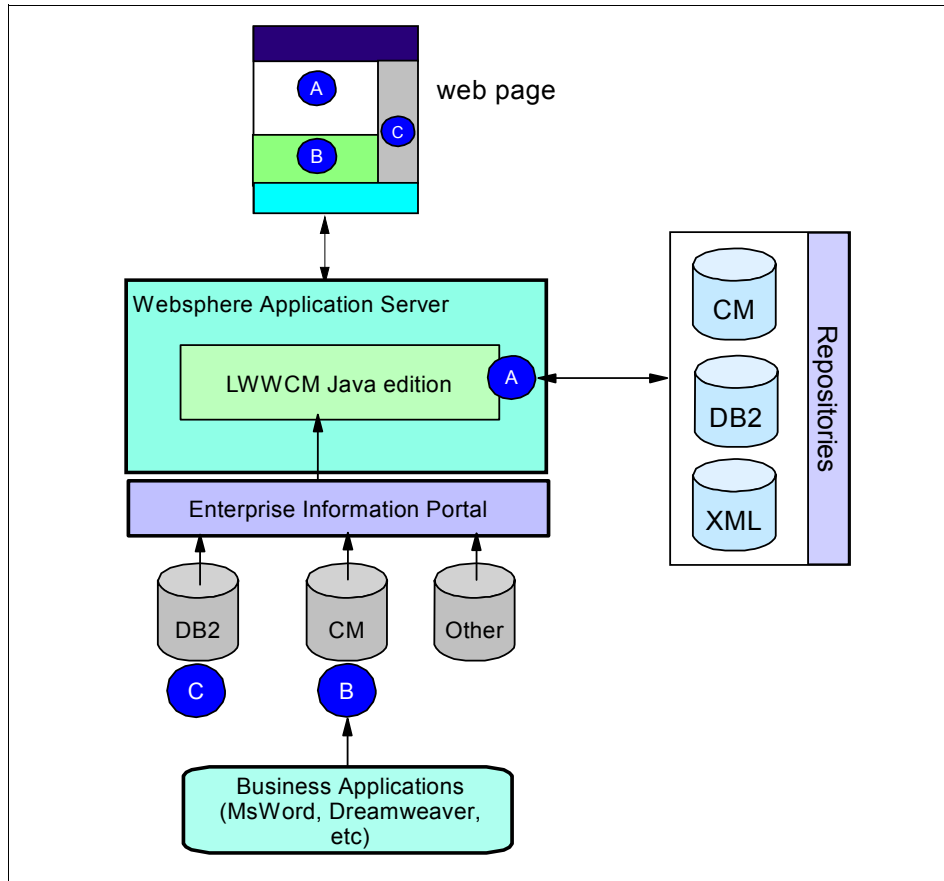 A
web page
C
B
Websphere Application Server
LWWCM Java edition
A
CM
DB2
XML
Repositories
Enterprise Information Portal
DB2
CM
Other
C
B
Business Applications
(MsWord, Dreamweaver,
etc)